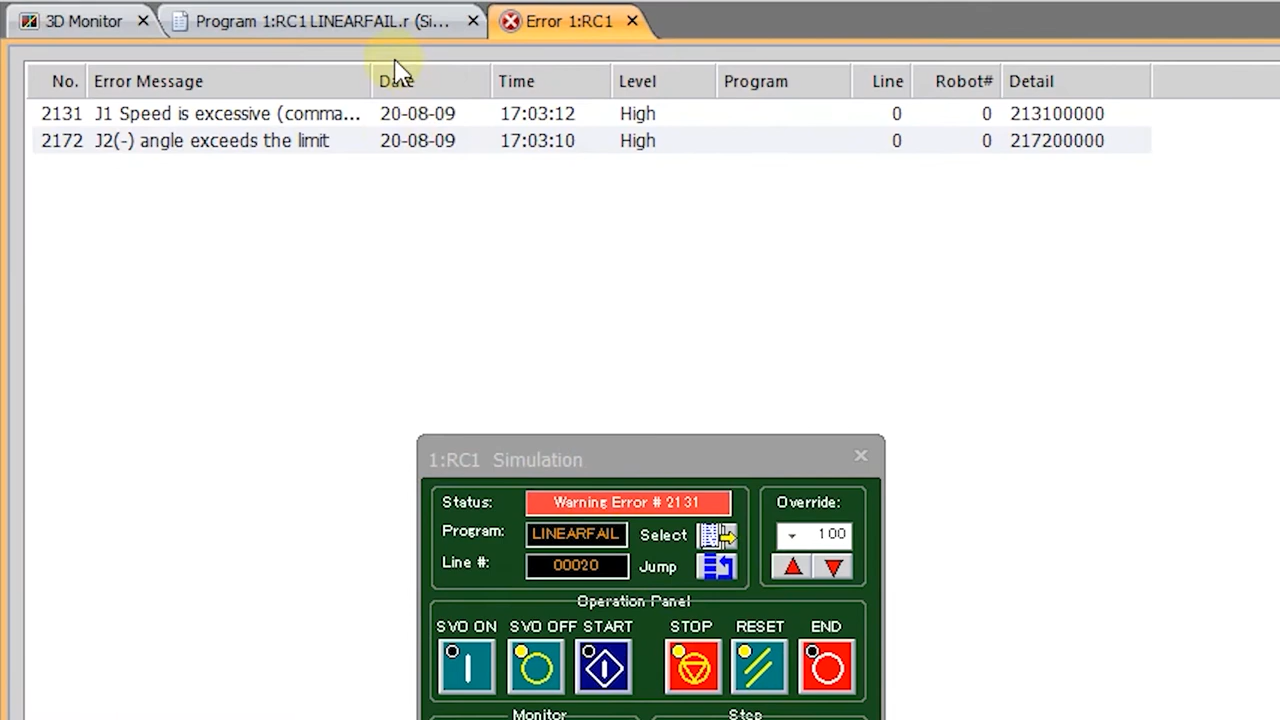 3D Monitor
Program 1:RC1 LINEARFAIL.r (Si...
Error 1:RC1
No. Error Message Date Time Level Program Line Robot# Detail
2131 J1 Speed is excessive (comma... 20-08-09 17:03:12 High 0 0 213100000
2172 J2(-) angle exceeds the limit 20-08-09 17:03:10 High 0 0 217200000
1:RC1 Simulation
Status: Warning Error # 2131 Override:
Program: LINEARFAIL Select 100
Line #: 00020 Jump
Operation Panel
SVO ON SVO OFF START STOP RESET END
Monitor Step